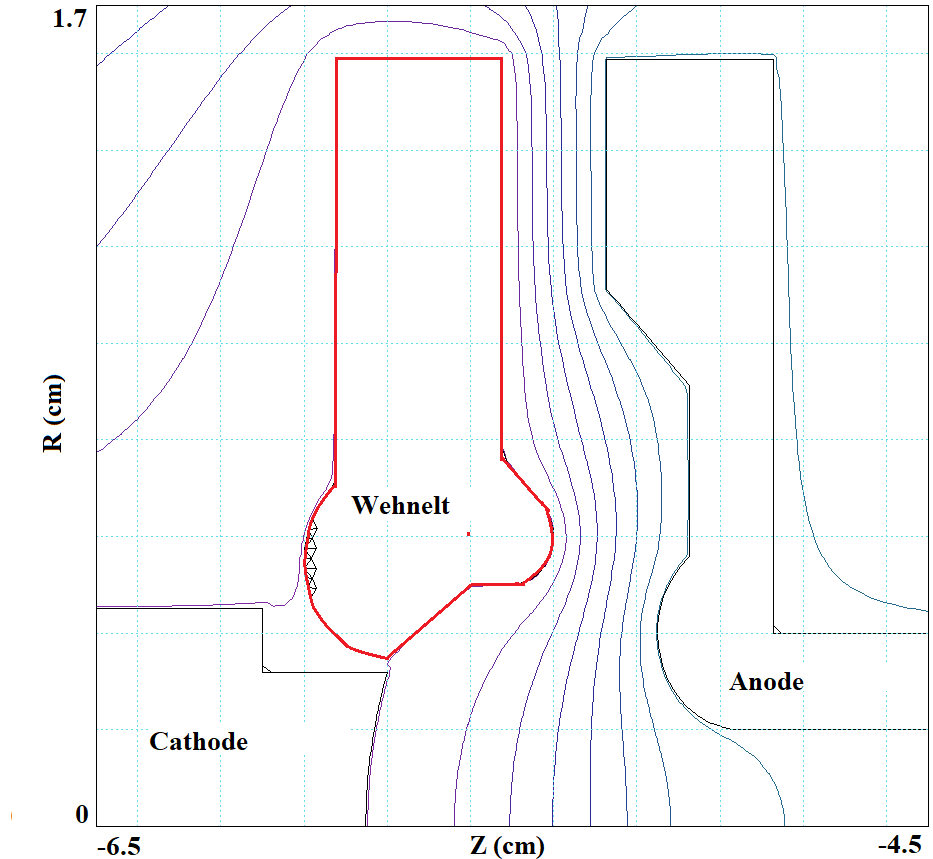 1.7
R (cm)
Wehnelt
Anode
Cathode
0
-6.5
Z (cm)
-4.5